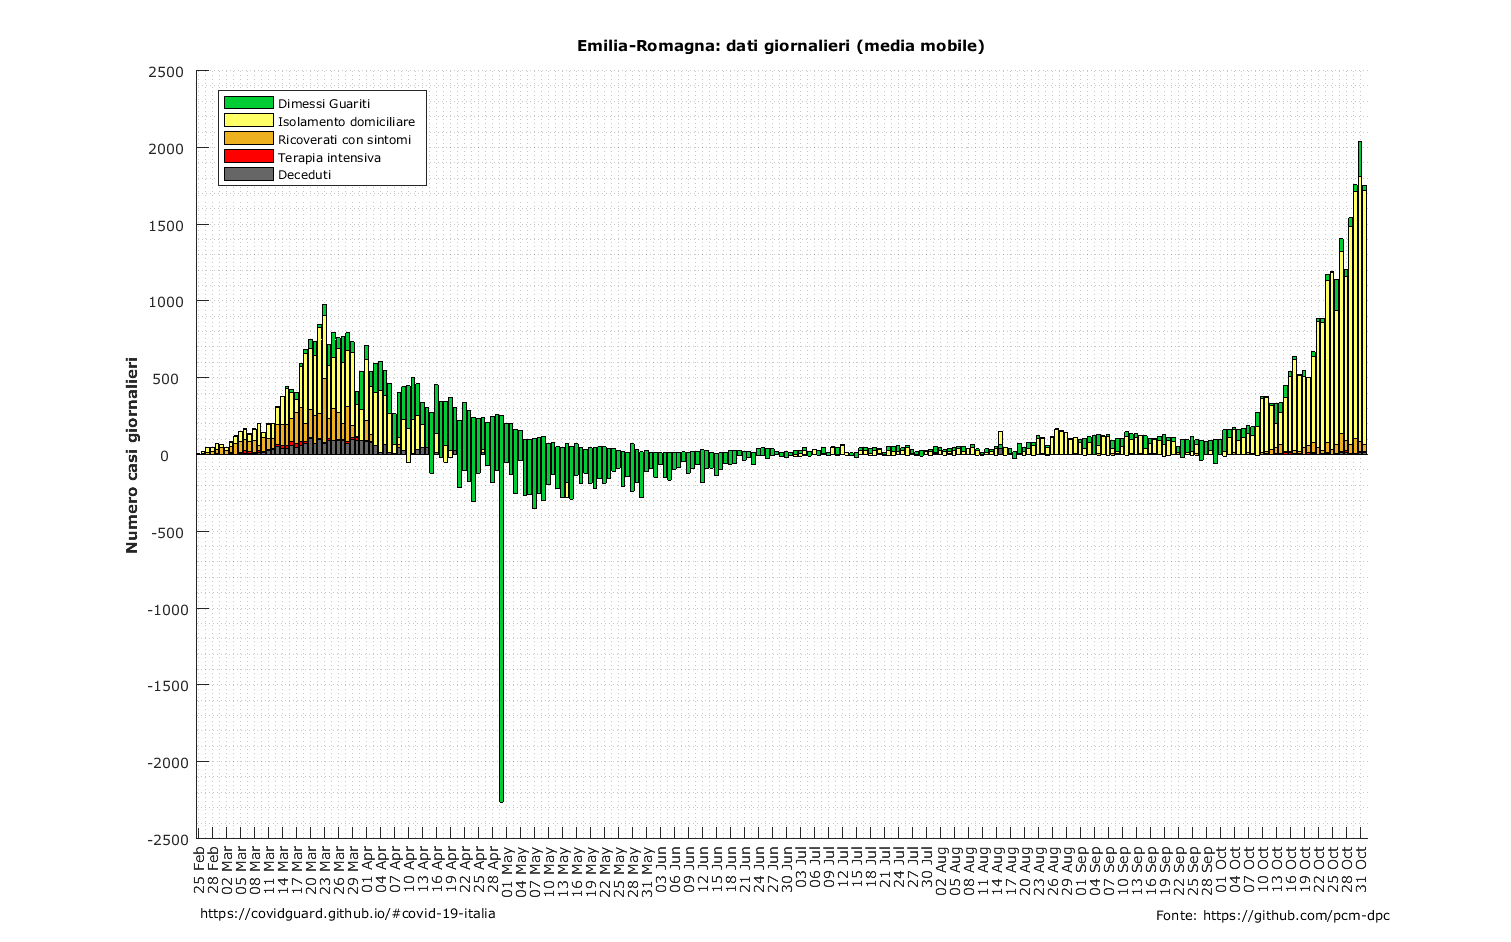 Emilia-Romagna: dati giornalieri (media mobile)
Numero casi giornalieri
2500
2000
1500
1000
500
0
-500
-1000
-1500
-2000
-2500
Dimessi Guariti
Isolamento domiciliare
Ricoverati con sintomi
Terapia intensiva
Deceduti
25 Feb
28 Feb
02 Mar
05 Mar
08 Mar
11 Mar
14 Mar
17 Mar
20 Mar
23 Mar
26 Mar
29 Mar
01 Apr
04 Apr
07 Apr
10 Apr
13 Apr
16 Apr
19 Apr
22 Apr
25 Apr
28 Apr
01 May
04 May
07 May
10 May
13 May
16 May
19 May
22 May
25 May
28 May
31 May
03 Jun
06 Jun
09 Jun
12 Jun
15 Jun
18 Jun
21 Jun
24 Jun
27 Jun
30 Jun
03 Jul
06 Jul
09 Jul
12 Jul
15 Jul
18 Jul
21 Jul
24 Jul
27 Jul
30 Jul
02 Aug
05 Aug
08 Aug
11 Aug
14 Aug
17 Aug
20 Aug
23 Aug
26 Aug
29 Aug
01 Sep
04 Sep
07 Sep
10 Sep
13 Sep
16 Sep
19 Sep
22 Sep
25 Sep
28 Sep
01 Oct
04 Oct
07 Oct
10 Oct
13 Oct
16 Oct
19 Oct
22 Oct
25 Oct
28 Oct
31 Oct
https://covidguard.github.io/#covid-19-italia
Fonte: https://github.com/pcm-dpc